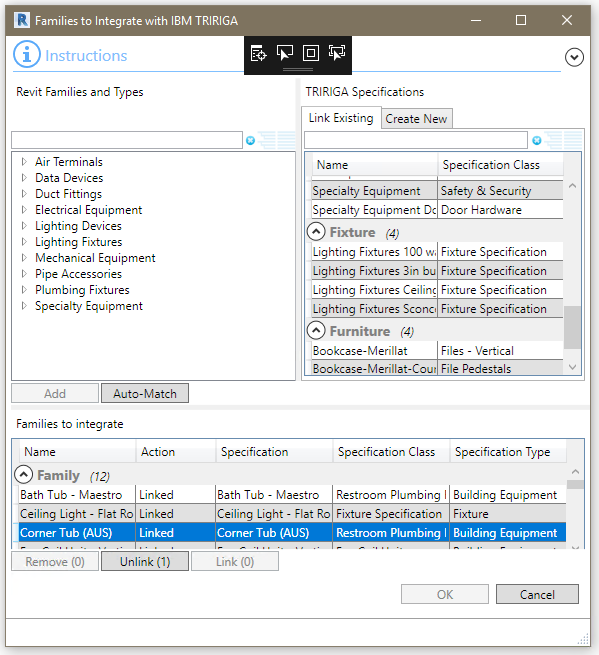 R Families to Integrate with IBM TRIRIGA
i Instructions
Revit Families and Types
TRIRIGA Specifications
Link Existing Create New
Name Specification Class
Air Terminals
Data Devices
Duct Fittings
Electrical Equipment
Lighting Devices
Lighting Fixtures
Mechanical Equipment
Pipe Accessories
Plumbing Fixtures
Specialty Equipment
Specialty Equipment Safety & Security
Specialty Equipment Do Door Hardware
Fixture (4)
Lighting Fixtures 100 wa Fixture Specification
Lighting Fixtures 3in bu Fixture Specification
Lighting Fixtures Ceiling Fixture Specification
Lighting Fixtures Sconce Fixture Specification
Furniture (4)
Bookcase-Merillat Files - Vertical
Bookcase-Merillat-Cour File Pedestals
Add Auto-Match
Families to integrate
Name Action Specification Specification Class Specification Type
Family (12)
Bath Tub - Maestro Linked Bath Tub - Maestro Restroom Plumbing Building Equipment
Ceiling Light - Flat Ro Linked Ceiling Light - Flat Ro Fixture Specification Fixture
Corner Tub (AUS) Linked Corner Tub (AUS) Restroom Plumbing Building Equipment
Remove (0) Unlink (1) Link (0)
OK Cancel